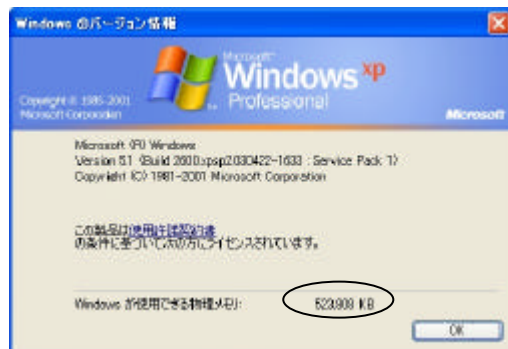 Windows のバージョン情報
Microsoft
Windows xp
Professional
Copyright © 1985-2001
Microsoft Corporation
Microsoft
Microsoft (R) Windows
Version 5.1 (Build 2600.xpsp2.030422-1633 : Service Pack 1)
Copyright (C) 1981-2001 Microsoft Corporation
この製品は使用許諾契約書
の条件に基づいて次の方にライセンスされています。
Windows が使用できる物理メモリ: 523,808 KB
OK